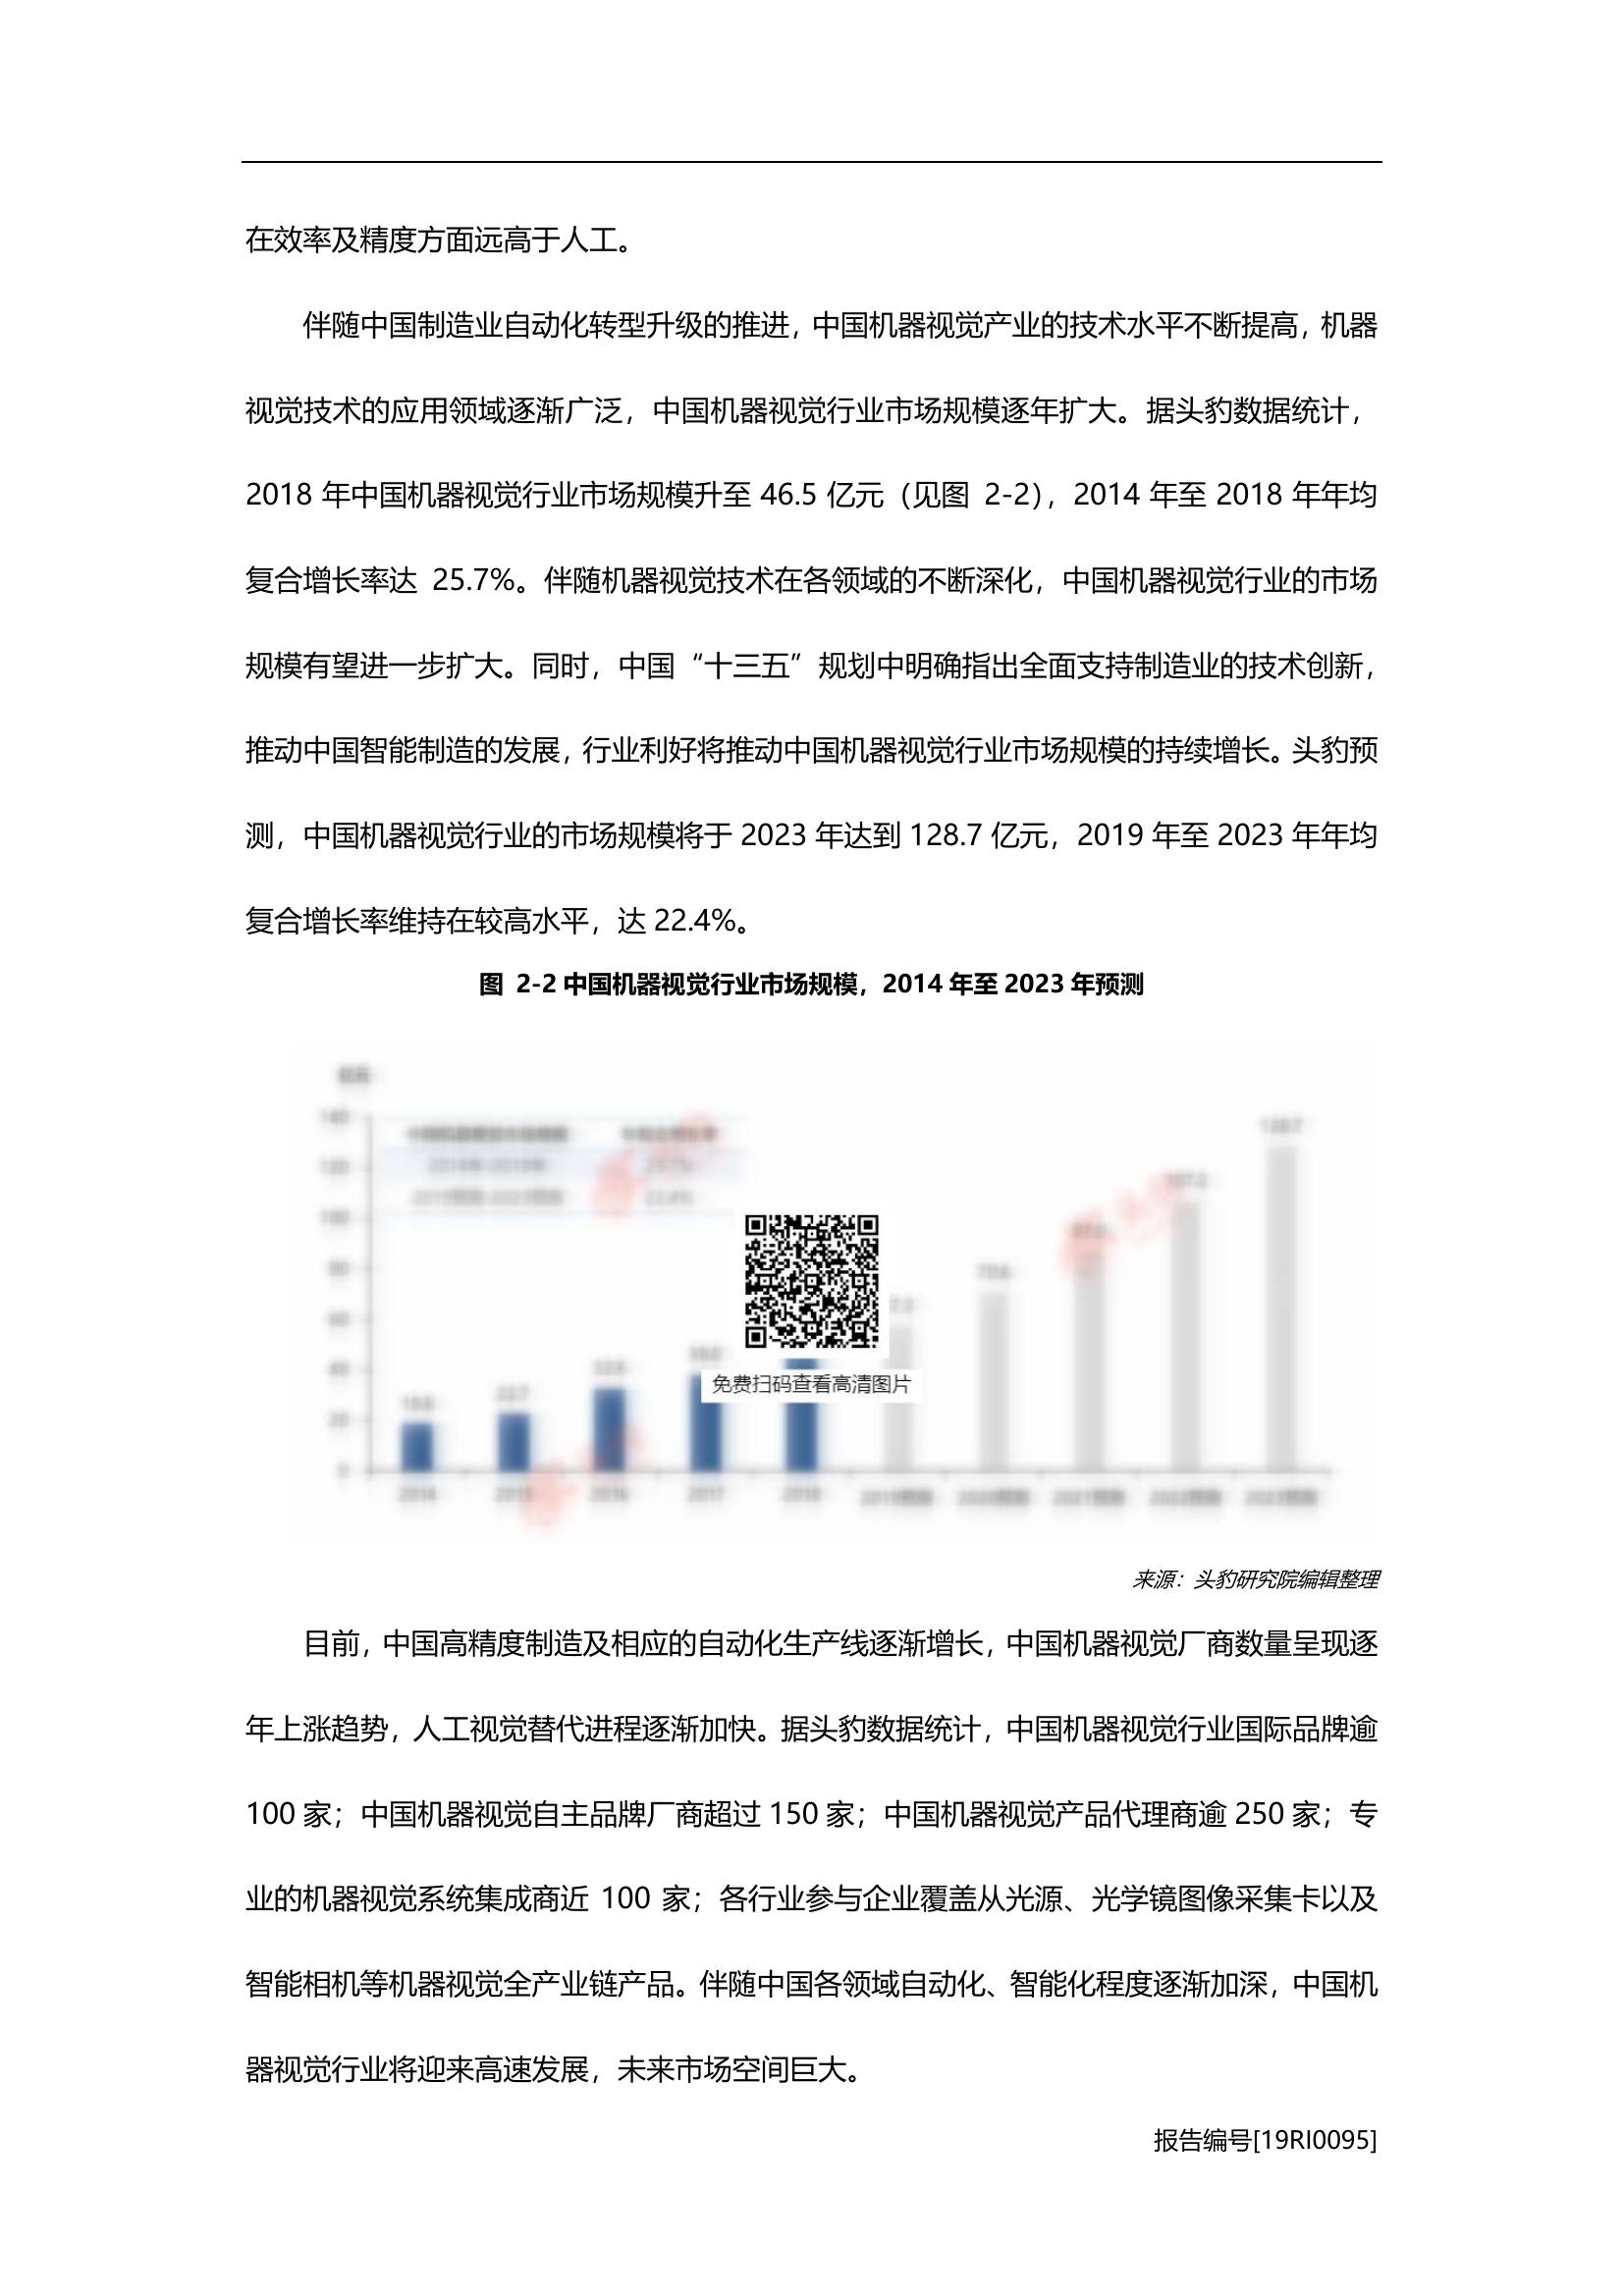 在效率及精度方面远高于人工。
伴随中国制造业自动化转型升级的推进，中国机器视觉产业的技术水平不断提高，机器
视觉技术的应用领域逐渐广泛，中国机器视觉行业市场规模逐年扩大。据头豹数据统计，
2018 年中国机器视觉行业市场规模升至 46.5 亿元（见图 2-2），2014 年至 2018 年年均
复合增长率达 25.7%。伴随机器视觉技术在各领域的不断深化，中国机器视觉行业的市场
规模有望进一步扩大。同时，中国“十三五”规划中明确指出全面支持制造业的技术创新，
推动中国智能制造的发展，行业利好将推动中国机器视觉行业市场规模的持续增长。头豹预
测，中国机器视觉行业的市场规模将于 2023 年达到 128.7 亿元，2019 年至 2023 年年均
复合增长率维持在较高水平，达 22.4%。
图 2-2 中国机器视觉行业市场规模，2014 年至 2023 年预测
140
120
100
80
60
40
20
0
128.7
22.7
免费扫码查看高清图片
2014
2015
2016
2017
2018
来源：头豹研究院编辑整理
目前，中国高精度制造及相应的自动化生产线逐渐增长，中国机器视觉厂商数量呈现逐
年上涨趋势，人工视觉替代进程逐渐加快。据头豹数据统计，中国机器视觉行业国际品牌逾
100 家；中国机器视觉自主品牌厂商超过 150 家；中国机器视觉产品代理商逾 250 家；专
业的机器视觉系统集成商近 100 家；各行业参与企业覆盖从光源、光学镜图像采集卡以及
智能相机等机器视觉全产业链产品。伴随中国各领域自动化、智能化程度逐渐加深，中国机
器视觉行业将迎来高速发展，未来市场空间巨大。
报告编号[19RI0095]